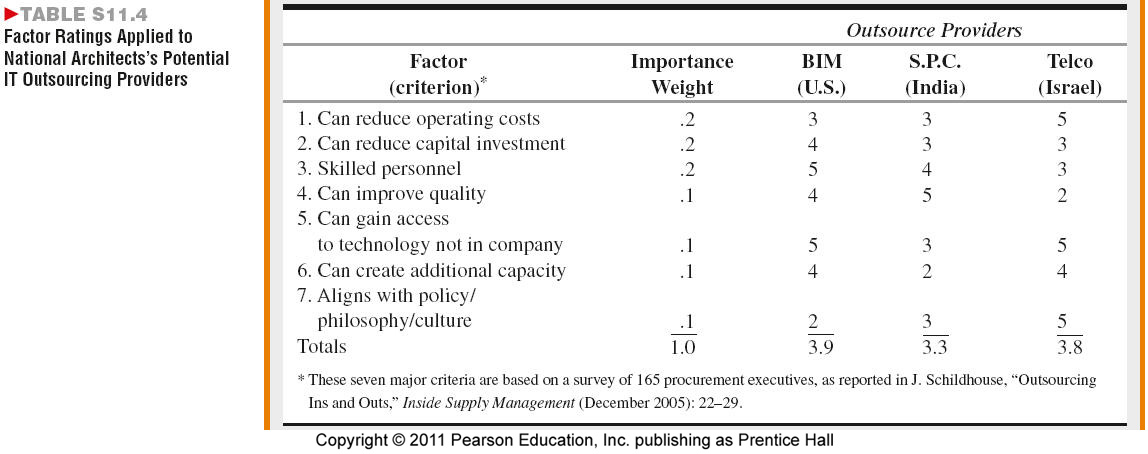 ►TABLE S11.4
Factor Ratings Applied to
National Architects's Potential
IT Outsourcing Providers
Outsource Providers
Factor Importance BIM S.P.C. Telco
(criterion)* Weight (U.S.) (India) (Israel)
1. Can reduce operating costs .2 3 3 5
2. Can reduce capital investment .2 4 3 3
3. Skilled personnel .2 5 4 3
4. Can improve quality .1 4 5 2
5. Can gain access
to technology not in company .1 5 3 5
6. Can create additional capacity .1 4 2 4
7. Aligns with policy/
philosophy/culture .1 2 3 5
Totals 1.0 3.9 3.3 3.8
* These seven major criteria are based on a survey of 165 procurement executives, as reported in J. Schildhouse, “Outsourcing
Ins and Outs,” Inside Supply Management (December 2005): 22–29.
Copyright © 2011 Pearson Education, Inc. publishing as Prentice Hall